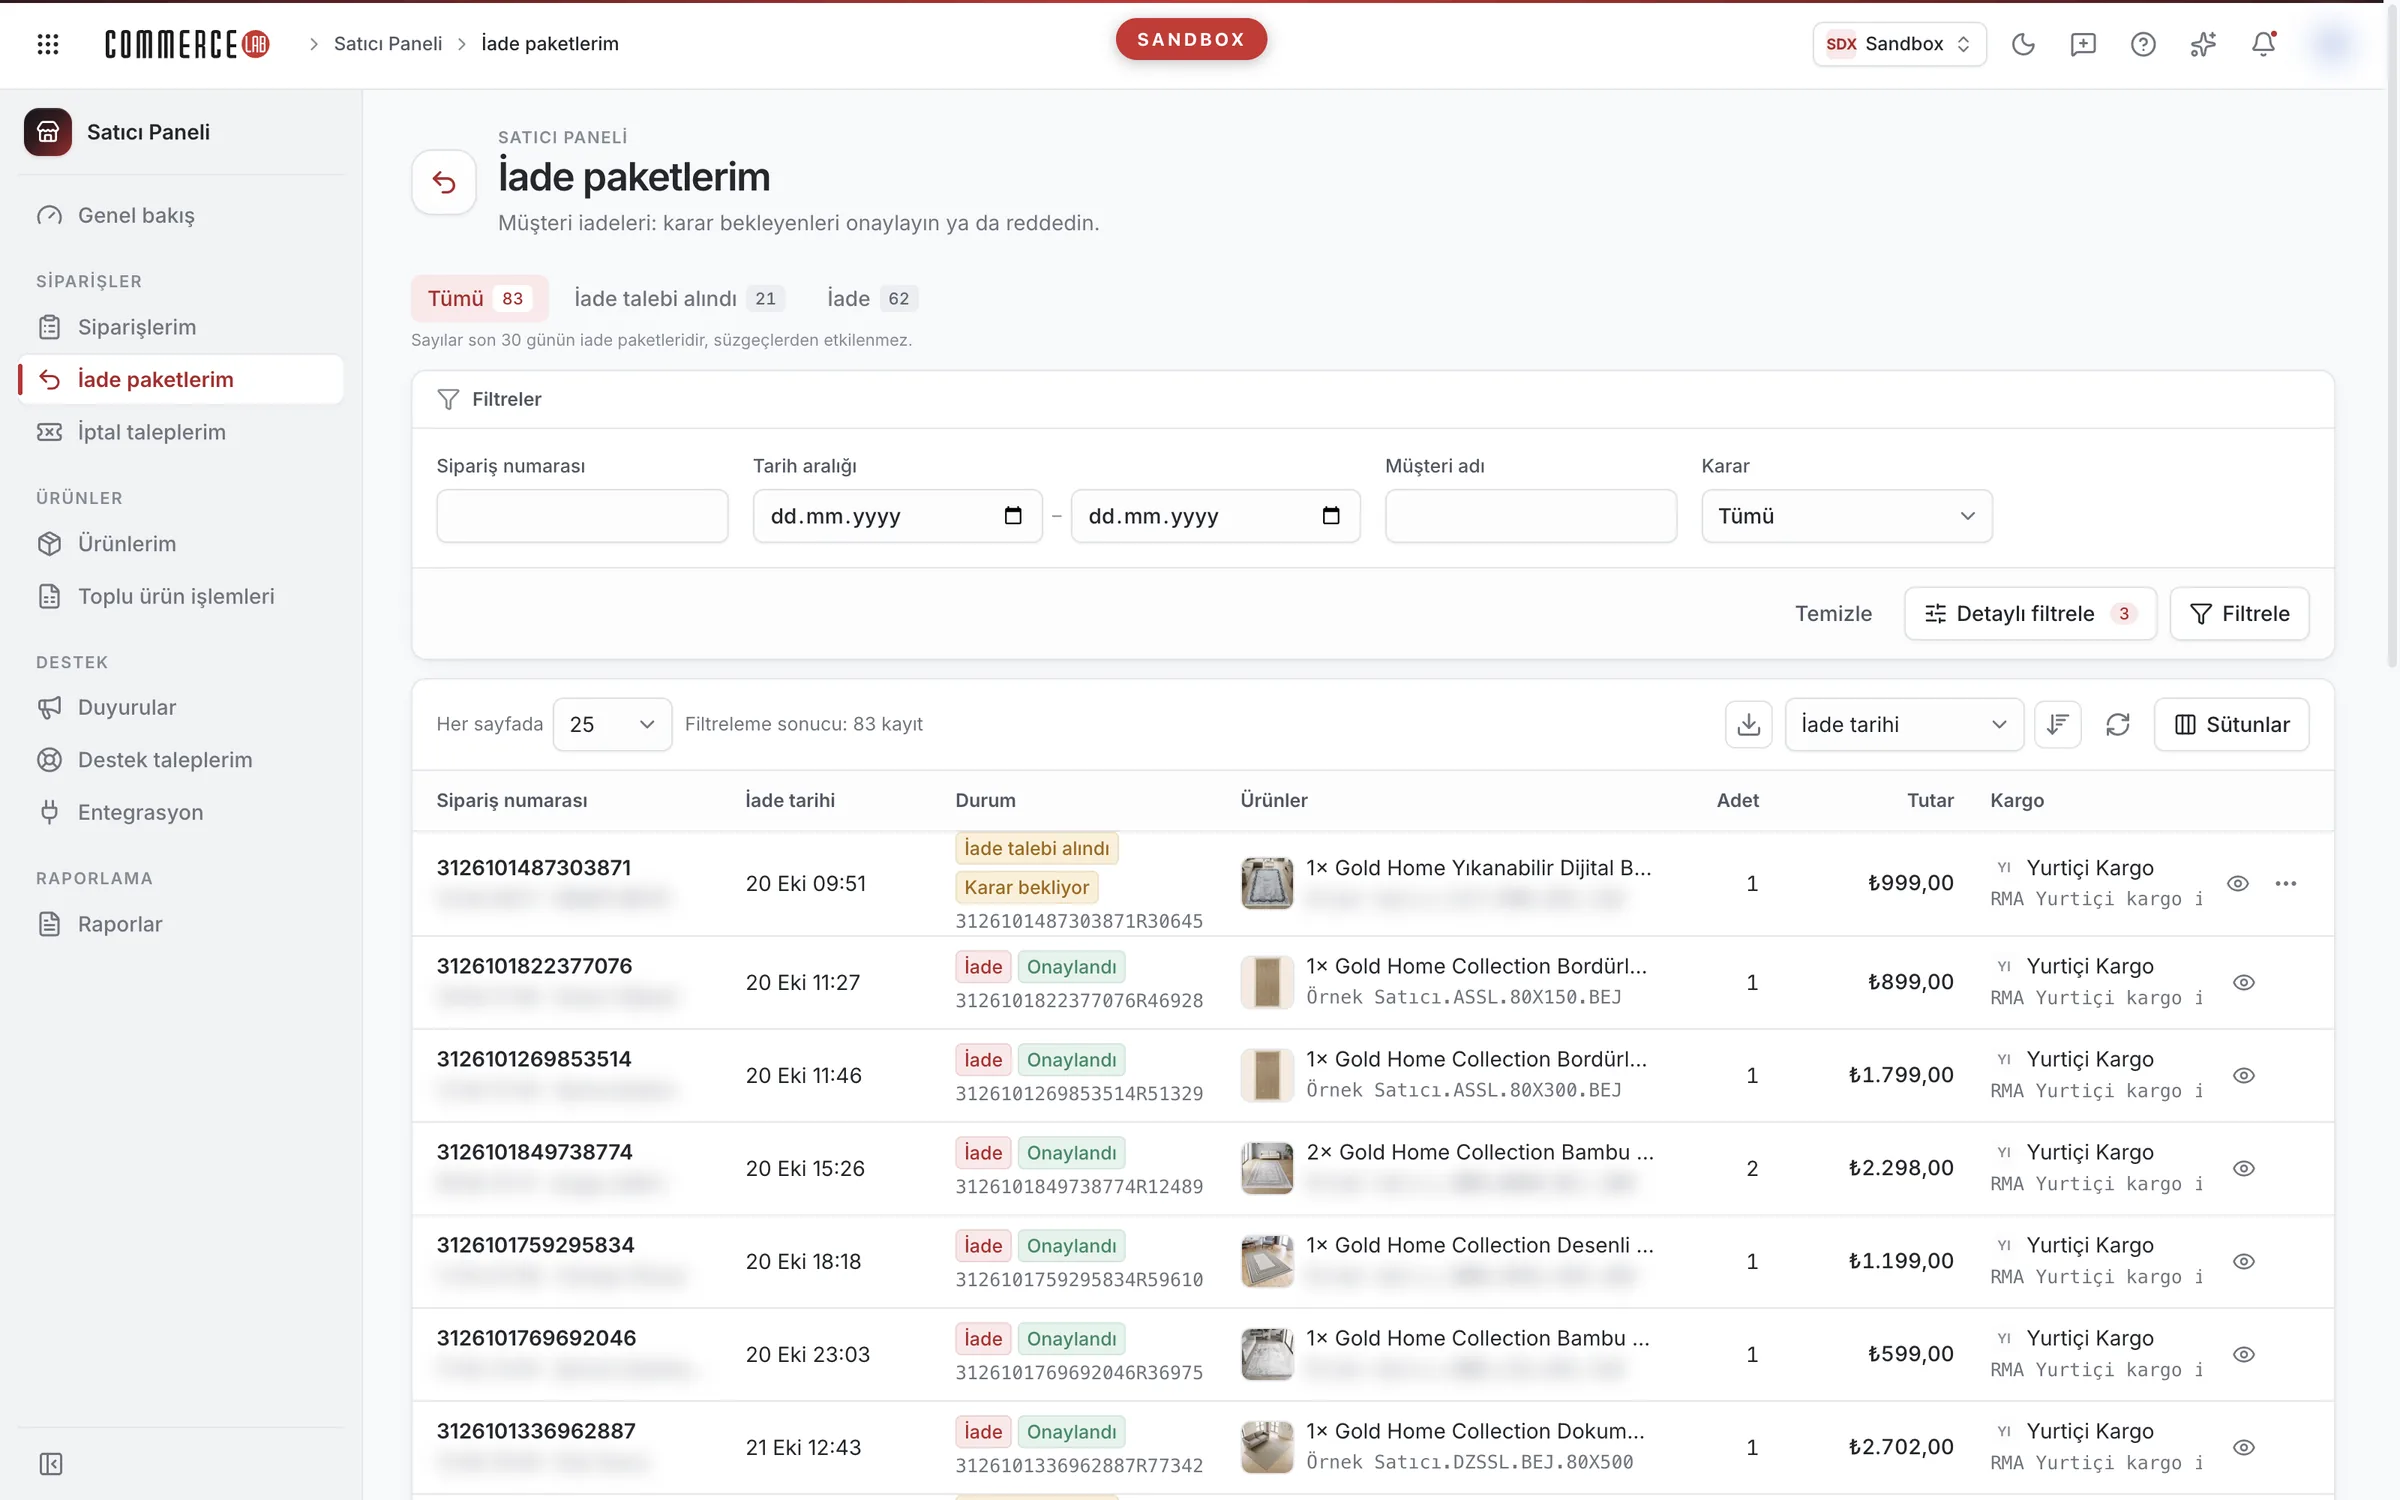 COMMERCE LAB
Satıcı Paneli
İade paketlerim
SANDBOX
SDX Sandbox
Satıcı Paneli
Genel bakış
SİPARİŞLER
Siparişlerim
İade paketlerim
İptal taleplerim
ÜRÜNLER
Ürünlerim
Toplu ürün işlemleri
DESTEK
Duyurular
Destek taleplerim
Entegrasyon
RAPORLAMA
Raporlar
SATICI PANELİ
İade paketlerim
Müşteri iadeleri: karar bekleyenleri onaylayın ya da reddedin.
Tümü 83 İade talebi alındı 21 İade 62
Sayılar son 30 günün iade paketleridir, süzgeçlerden etkilenmez.
Filtreler
Sipariş numarası Tarih aralığı Müşteri adı Karar
dd.mm.yyyy – dd.mm.yyyy Tümü
Temizle Detaylı filtrele 3 Filtrele
Her sayfada 25 Filtreleme sonucu: 83 kayıt İade tarihi Sütunlar
Sipariş numarası İade tarihi Durum Ürünler Adet Tutar Kargo
İade talebi alındı
3126101487303871 20 Eki 09:51 Karar bekliyor 1× Gold Home Yıkanabilir Dijital B... 1 ₺999,00 YI Yurtiçi Kargo
3126101487303871R30645 RMA Yurtiçi kargo i
3126101822377076 20 Eki 11:27 İade Onaylandı 1× Gold Home Collection Bordürl... 1 ₺899,00 YI Yurtiçi Kargo
3126101822377076R46928 Örnek Satıcı.ASSL.80X150.BEJ RMA Yurtiçi kargo i
3126101269853514 20 Eki 11:46 İade Onaylandı 1× Gold Home Collection Bordürl... 1 ₺1.799,00 YI Yurtiçi Kargo
3126101269853514R51329 Örnek Satıcı.ASSL.80X300.BEJ RMA Yurtiçi kargo i
3126101849738774 20 Eki 15:26 İade Onaylandı 2× Gold Home Collection Bambu ... 2 ₺2.298,00 YI Yurtiçi Kargo
3126101849738774R12489 RMA Yurtiçi kargo i
3126101759295834 20 Eki 18:18 İade Onaylandı 1× Gold Home Collection Desenli ... 1 ₺1.199,00 YI Yurtiçi Kargo
3126101759295834R59610 RMA Yurtiçi kargo i
3126101769692046 20 Eki 23:03 İade Onaylandı 1× Gold Home Collection Bambu ... 1 ₺599,00 YI Yurtiçi Kargo
3126101769692046R36975 RMA Yurtiçi kargo i
3126101336962887 21 Eki 12:43 İade Onaylandı 1× Gold Home Collection Dokum... 1 ₺2.702,00 YI Yurtiçi Kargo
3126101336962887R77342 Örnek Satıcı.DZSSL.BEJ.80X500 RMA Yurtiçi kargo i